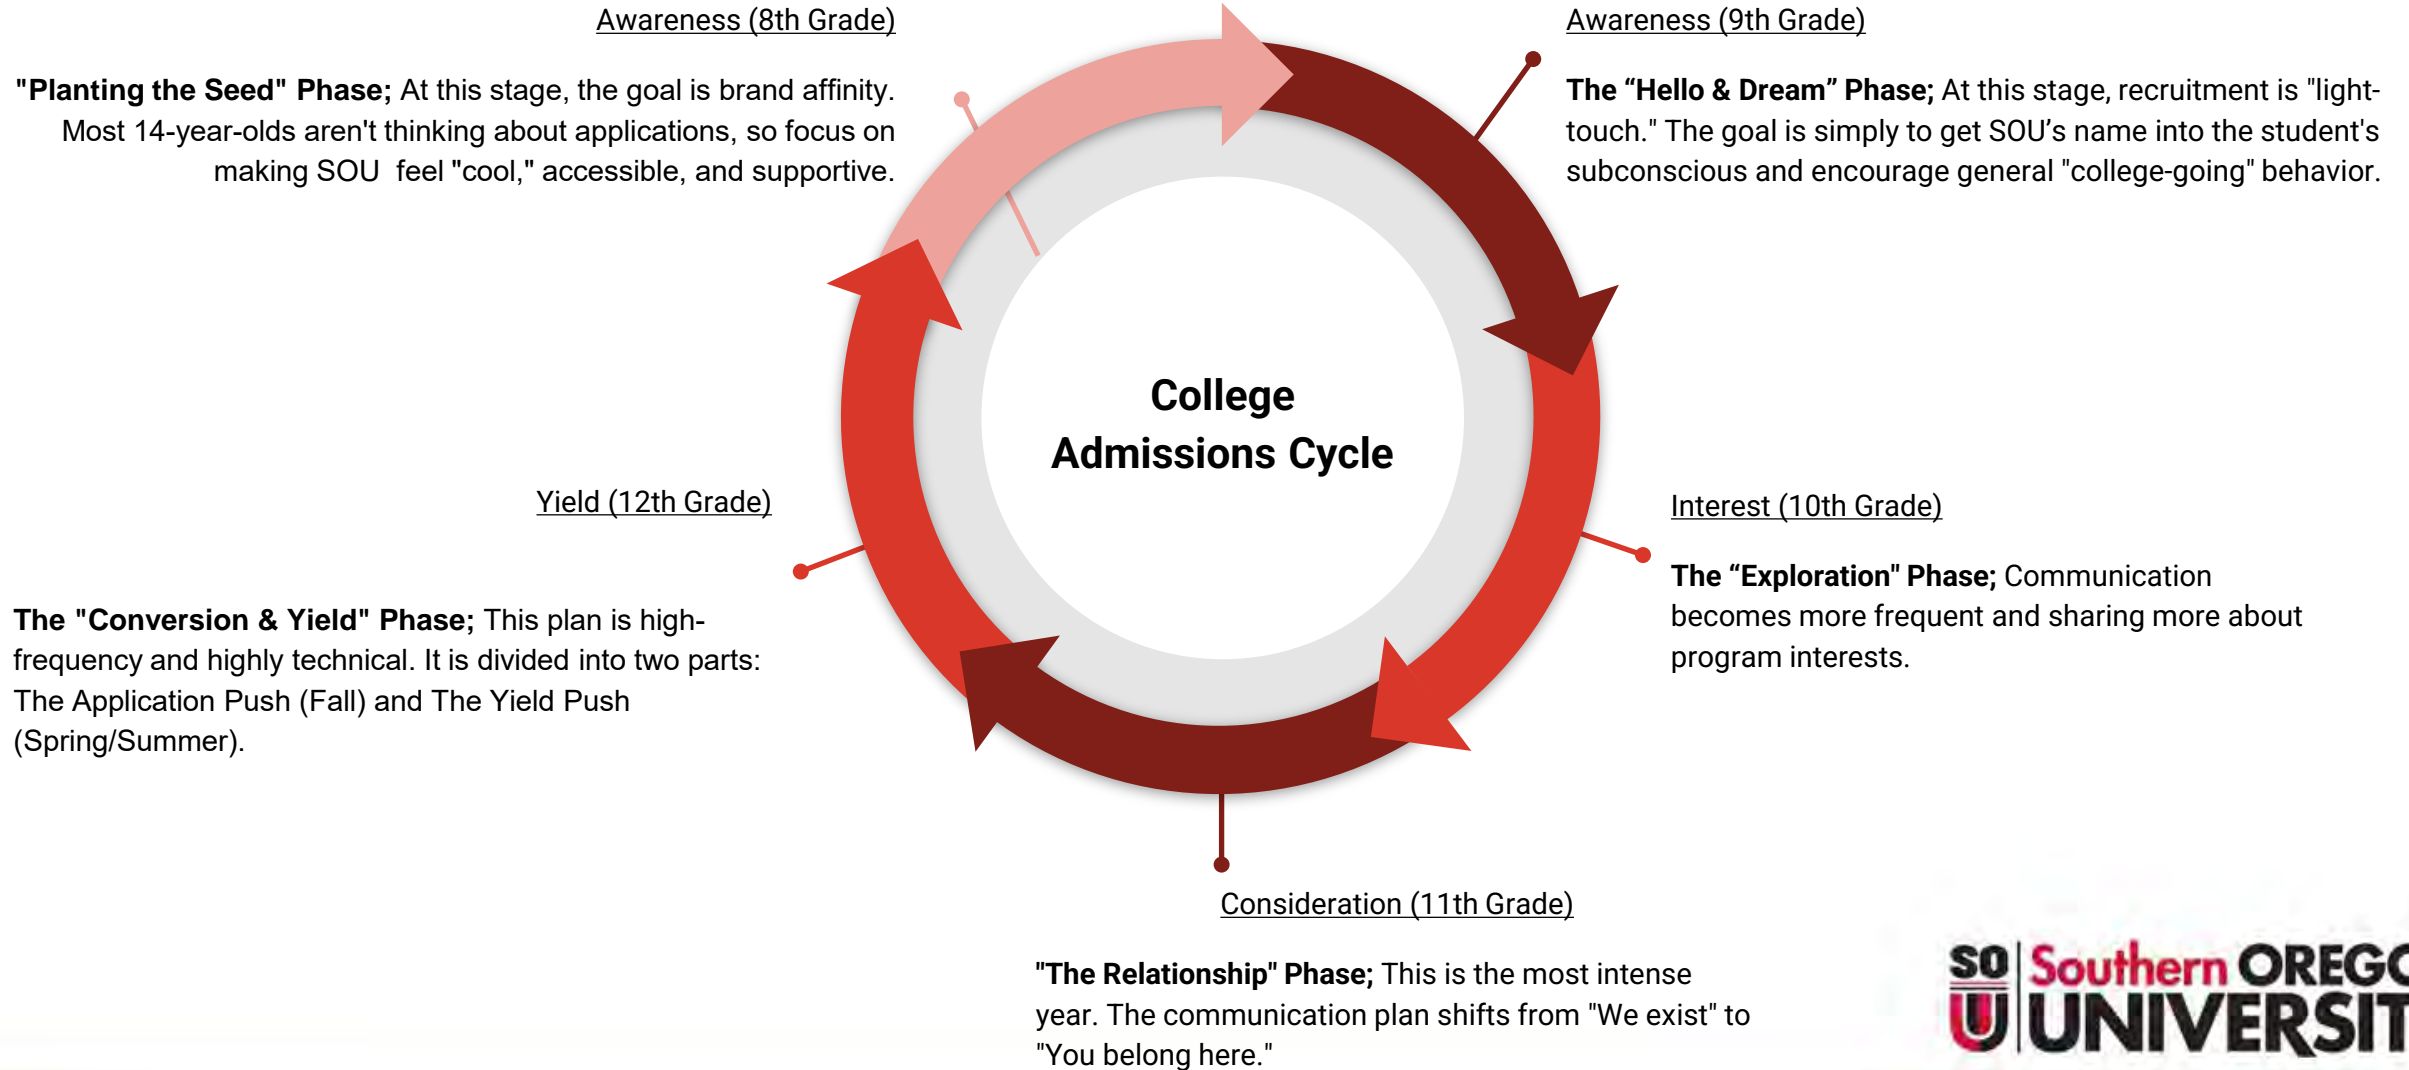 Awareness (8th Grade)
"Planting the Seed" Phase; At this stage, the goal is brand affinity.
Most 14-year-olds aren't thinking about applications, so focus on
making SOU feel "cool," accessible, and supportive.
Awareness (9th Grade)
The “Hello & Dream” Phase; At this stage, recruitment is "light-
touch." The goal is simply to get SOU’s name into the student's
subconscious and encourage general "college-going" behavior.
College
Admissions Cycle
Interest (10th Grade)
The “Exploration" Phase; Communication
becomes more frequent and sharing more about
program interests.
Yield (12th Grade)
The "Conversion & Yield" Phase; This plan is high-
frequency and highly technical. It is divided into two parts:
The Application Push (Fall) and The Yield Push
(Spring/Summer).
Consideration (11th Grade)
"The Relationship" Phase; This is the most intense
year. The communication plan shifts from "We exist" to
"You belong here."
SO
U
Southern OREGO
UNIVERSIT